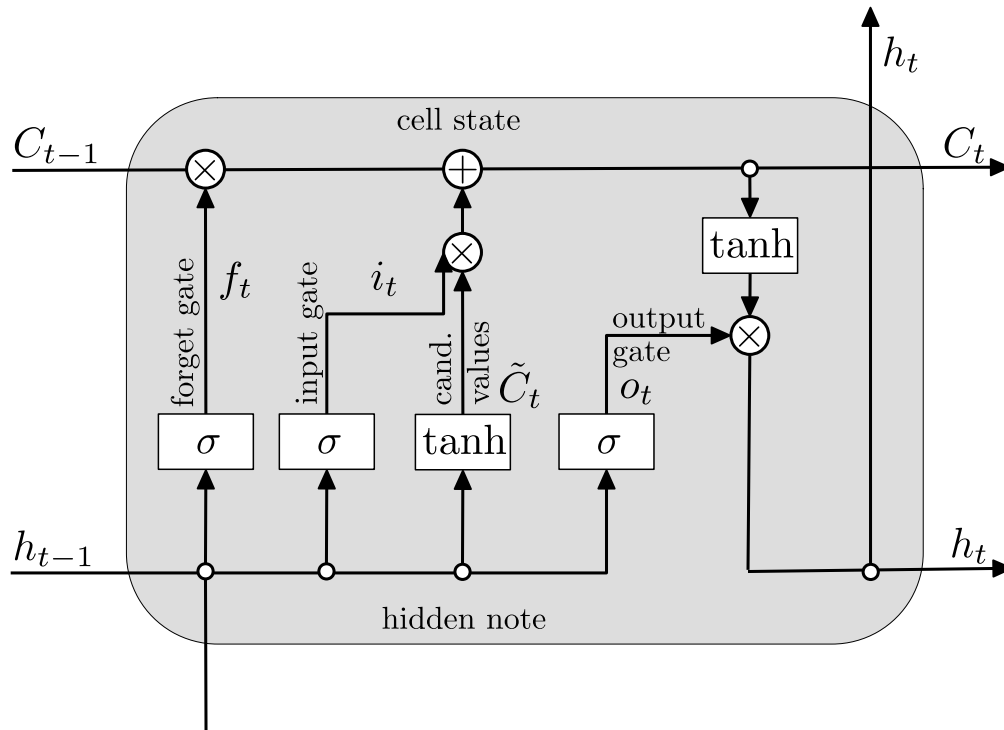 h_t
cell state
C_{t-1}
C_t
×
+
tanh
×
forget gate
f_t
input gate
i_t
cand.
values
C̃_t
output
gate
o_t
×
σ
σ
tanh
σ
h_{t-1}
h_t
hidden note